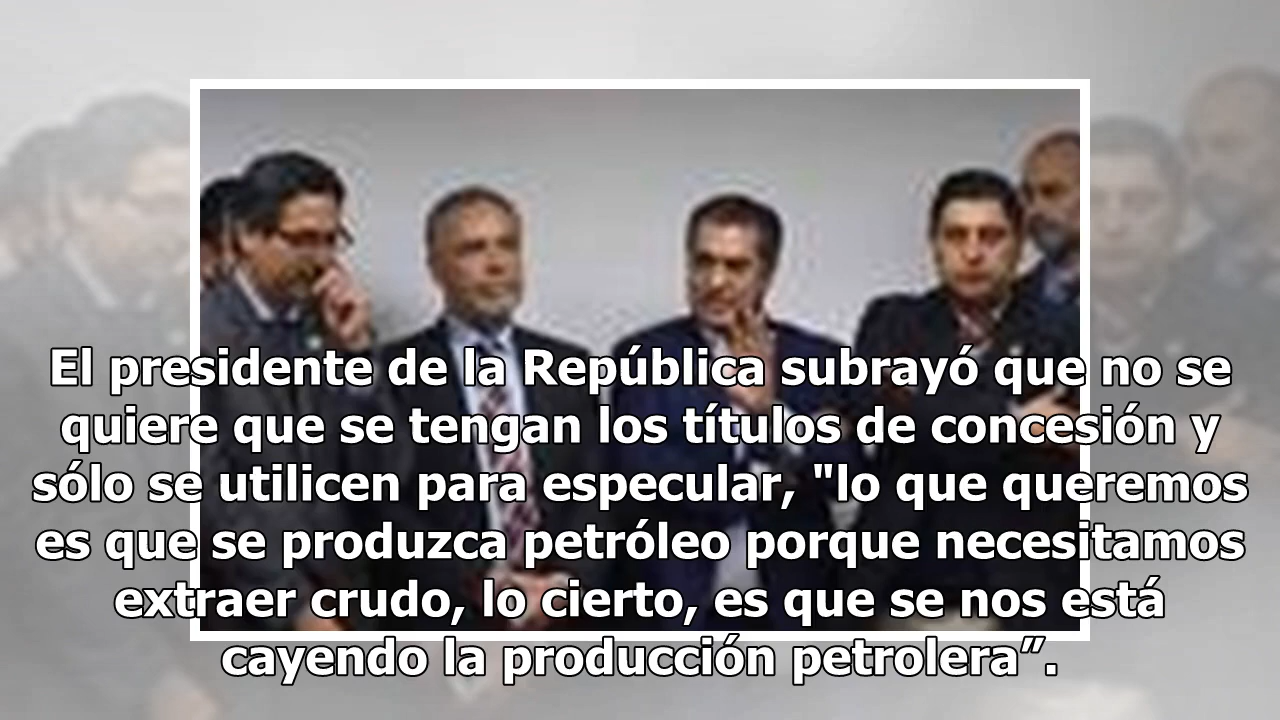 El presidente de la República subrayó que no se
quiere que se tengan los títulos de concesión y
sólo se utilicen para especular, "lo que queremos
es que se produzca petróleo porque necesitamos
extraer crudo, lo cierto, es que se nos está
cayendo la producción petrolera”.